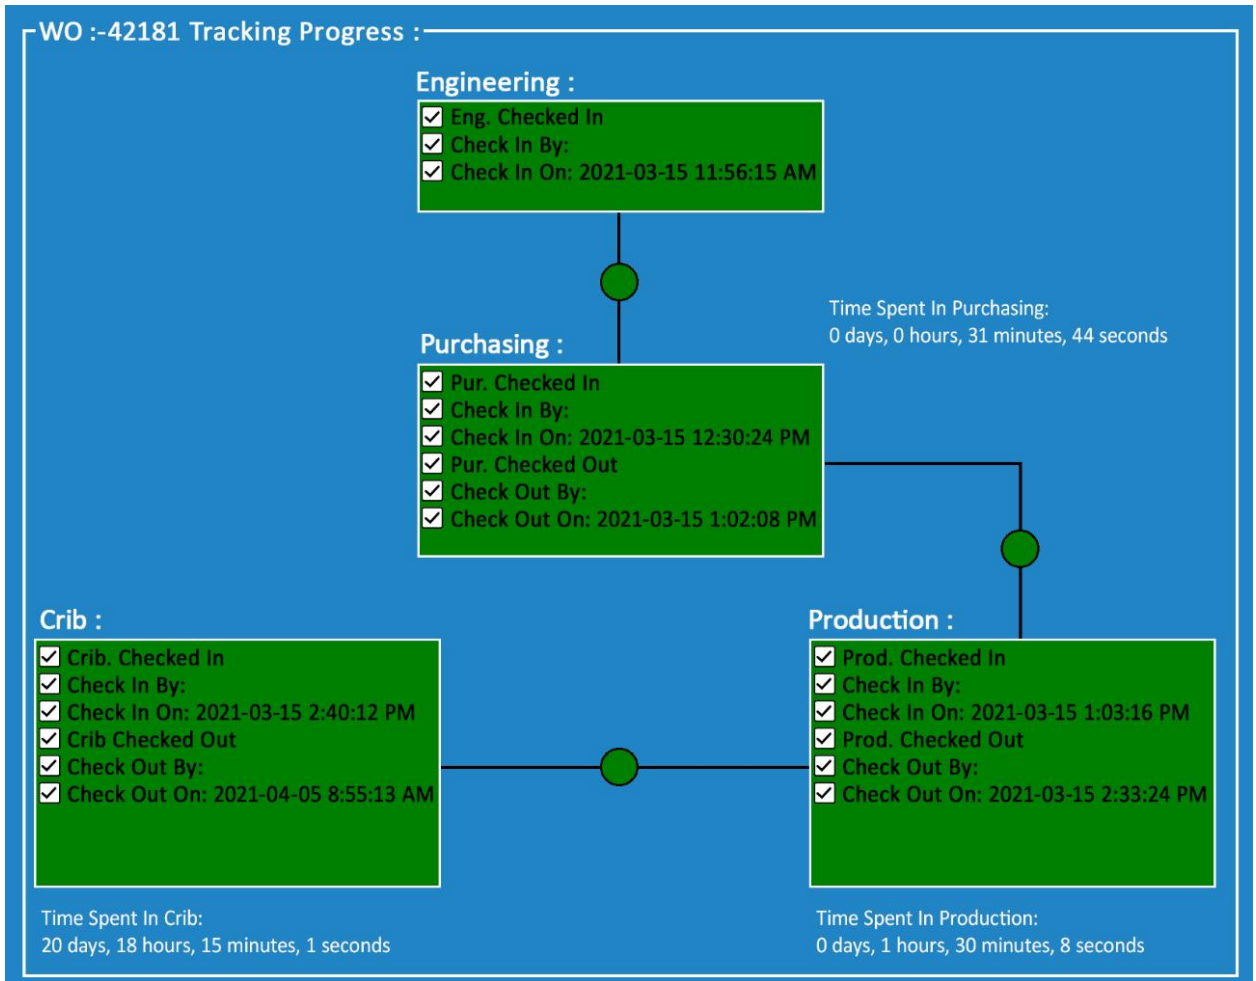 WO :-42181 Tracking Progress :
Engineering :
Eng. Checked In
Check In By:
Check In On: 2021-03-15 11:56:15 AM
Time Spent In Purchasing:
0 days, 0 hours, 31 minutes, 44 seconds
Purchasing :
Pur. Checked In
Check In By:
Check In On: 2021-03-15 12:30:24 PM
Pur. Checked Out
Check Out By:
Check Out On: 2021-03-15 1:02:08 PM
Crib :
Crib. Checked In
Check In By:
Check In On: 2021-03-15 2:40:12 PM
Crib Checked Out
Check Out By:
Check Out On: 2021-04-05 8:55:13 AM
Time Spent In Crib:
20 days, 18 hours, 15 minutes, 1 seconds
Production :
Prod. Checked In
Check In By:
Check In On: 2021-03-15 1:03:16 PM
Prod. Checked Out
Check Out By:
Check Out On: 2021-03-15 2:33:24 PM
Time Spent In Production:
0 days, 1 hours, 30 minutes, 8 seconds